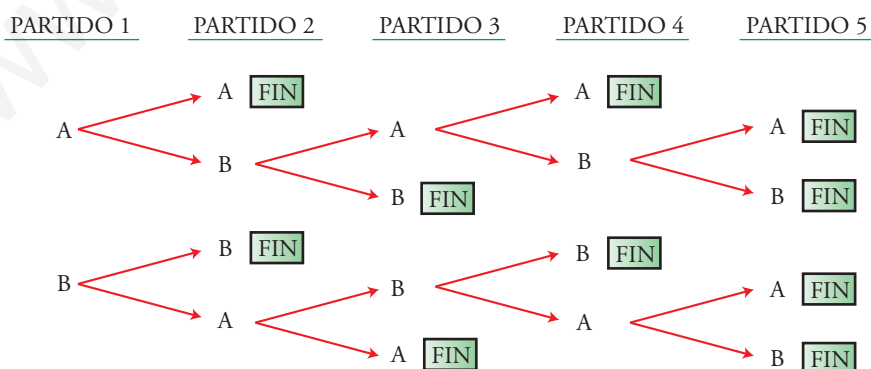 PARTIDO 1 PARTIDO 2 PARTIDO 3 PARTIDO 4 PARTIDO 5
A FIN A FIN
A A A FIN
B B
B FIN B FIN
B FIN B FIN
B B A FIN
A A
A FIN B FIN